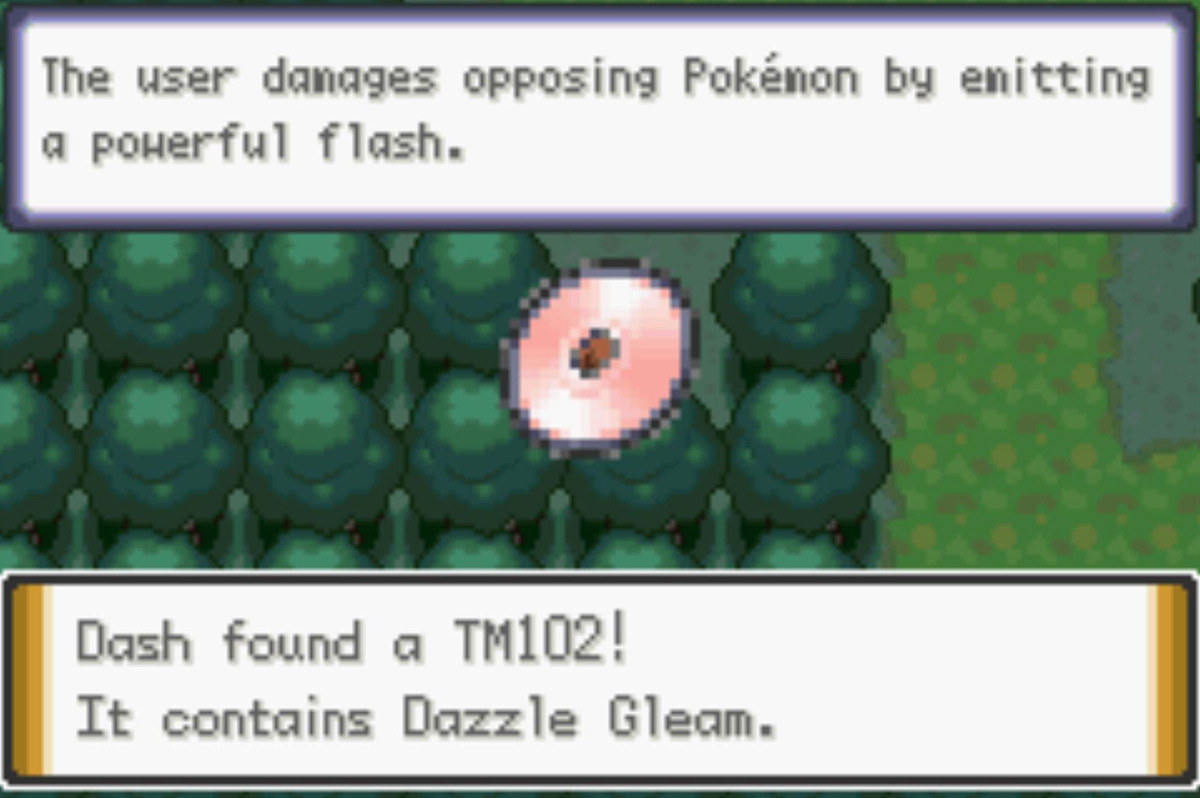 The user damages opposing Pokémon by emitting
a powerful flash.
Dash found a TM102!
It contains Dazzle Gleam.